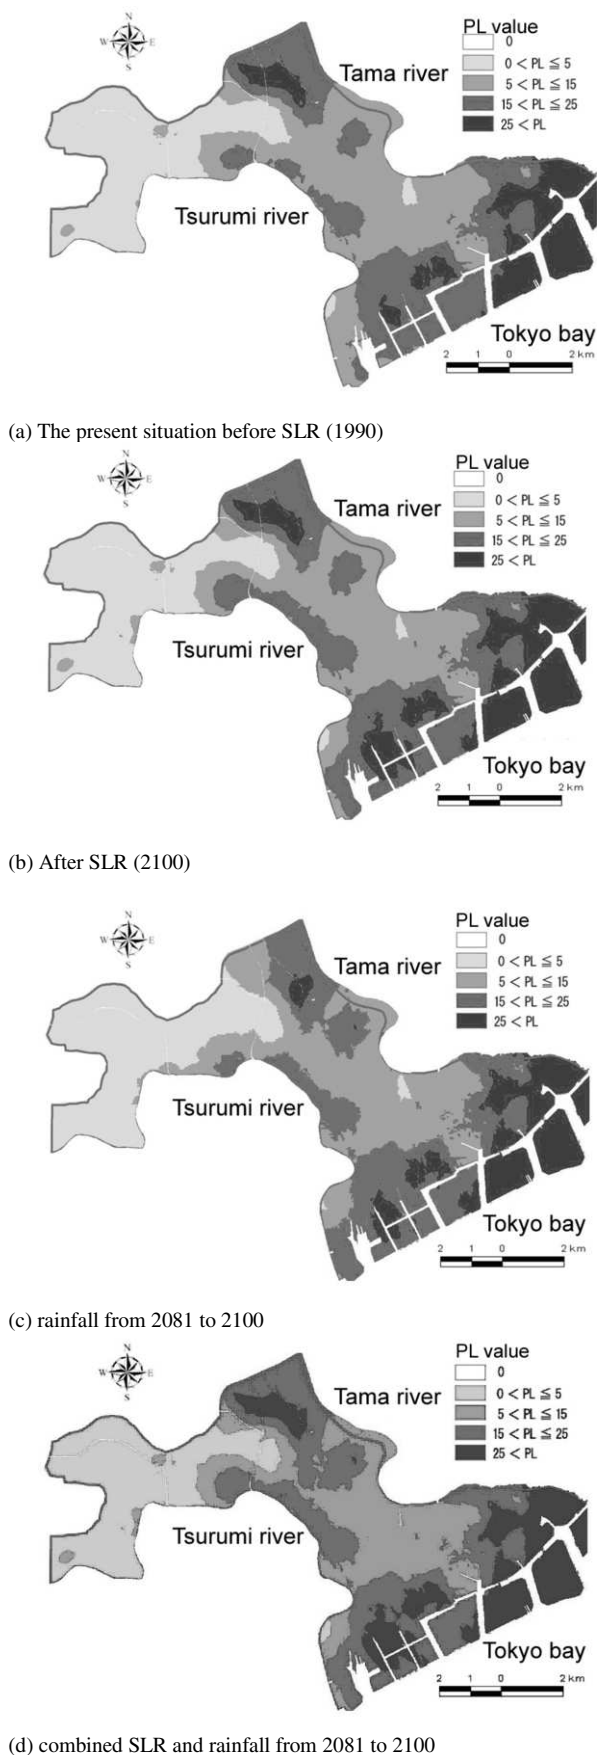 PL value
0
0 < PL ≦ 5
5 < PL ≦ 15
15 < PL ≦ 25
25 < PL
N
W E
S
Tama river
Tsurumi river
Tokyo bay
2 1 0 2 km
(a) The present situation before SLR (1990)
PL value
0
0 < PL ≦ 5
5 < PL ≦ 15
15 < PL ≦ 25
25 < PL
N
W E
S
Tama river
Tsurumi river
Tokyo bay
2 1 0 2 km
(b) After SLR (2100)
PL value
0
0 < PL ≦ 5
5 < PL ≦ 15
15 < PL ≦ 25
25 < PL
N
W E
S
Tama river
Tsurumi river
Tokyo bay
2 1 0 2 km
(c) rainfall from 2081 to 2100
PL value
0
0 < PL ≦ 5
5 < PL ≦ 15
15 < PL ≦ 25
25 < PL
N
W E
S
Tama river
Tsurumi river
Tokyo bay
2 1 0 2 km
(d) combined SLR and rainfall from 2081 to 2100